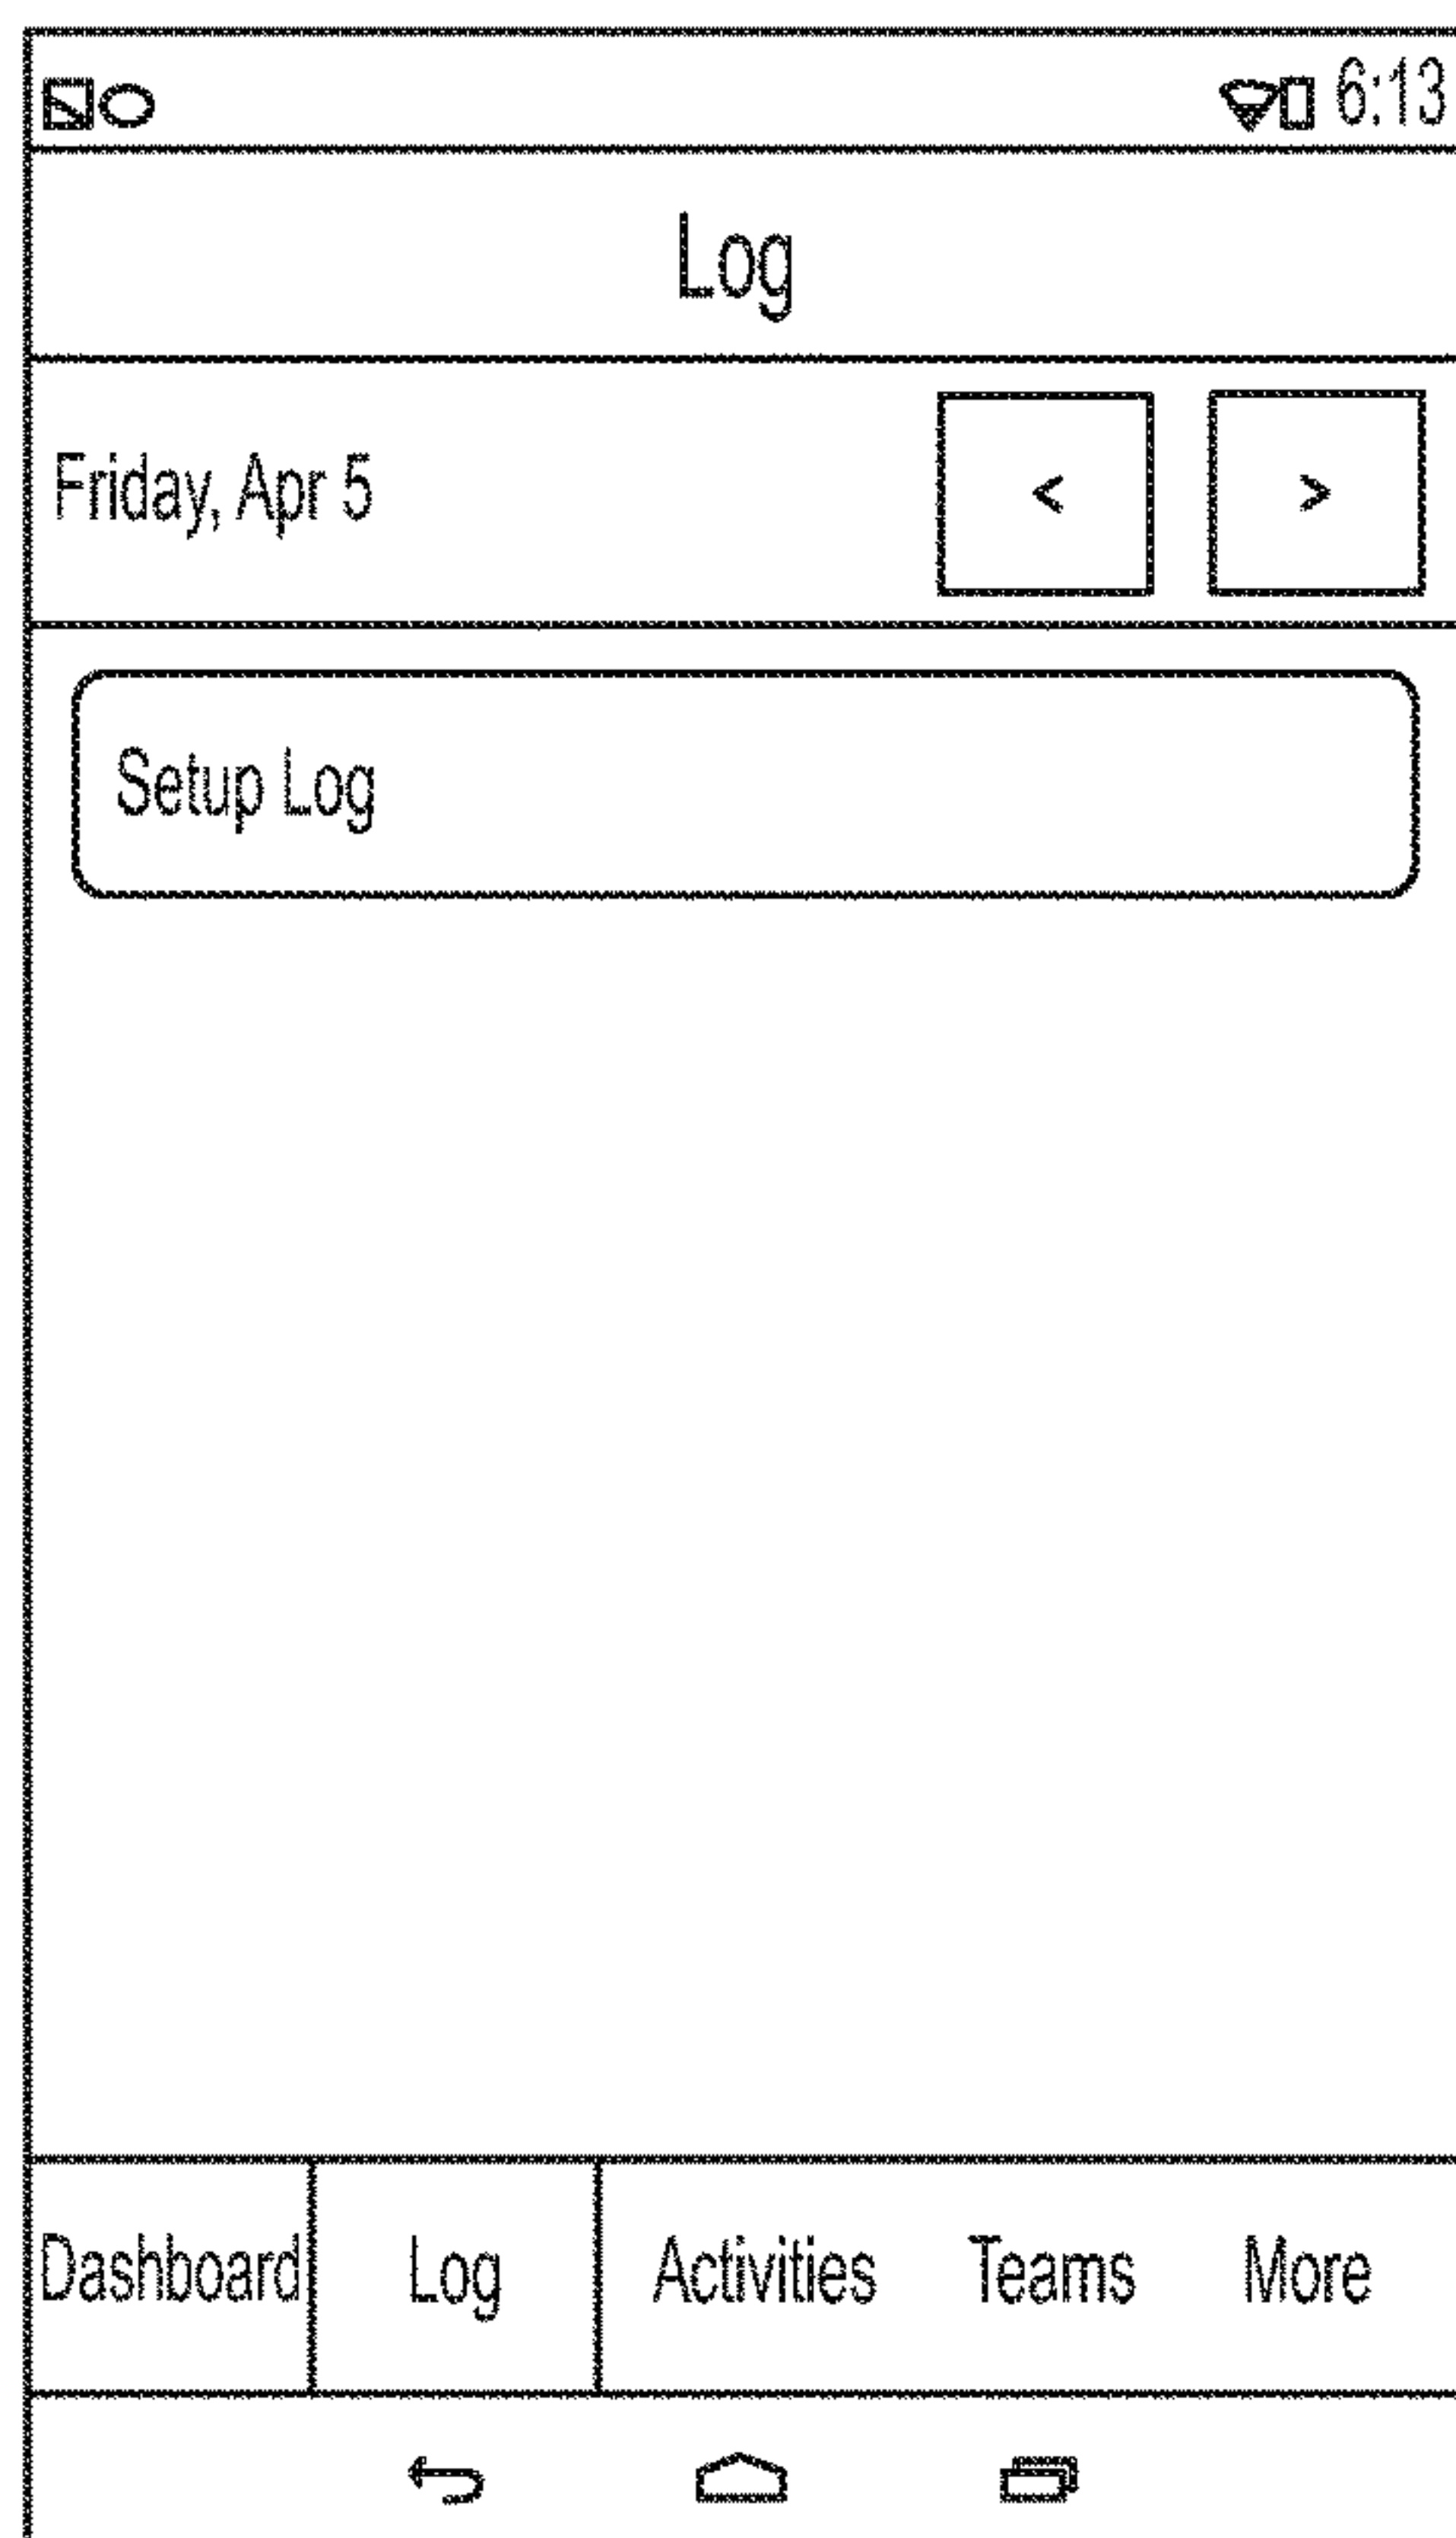 6:13
Log
Friday, Apr 5 < >
Setup Log
Dashboard Log Activities Teams More